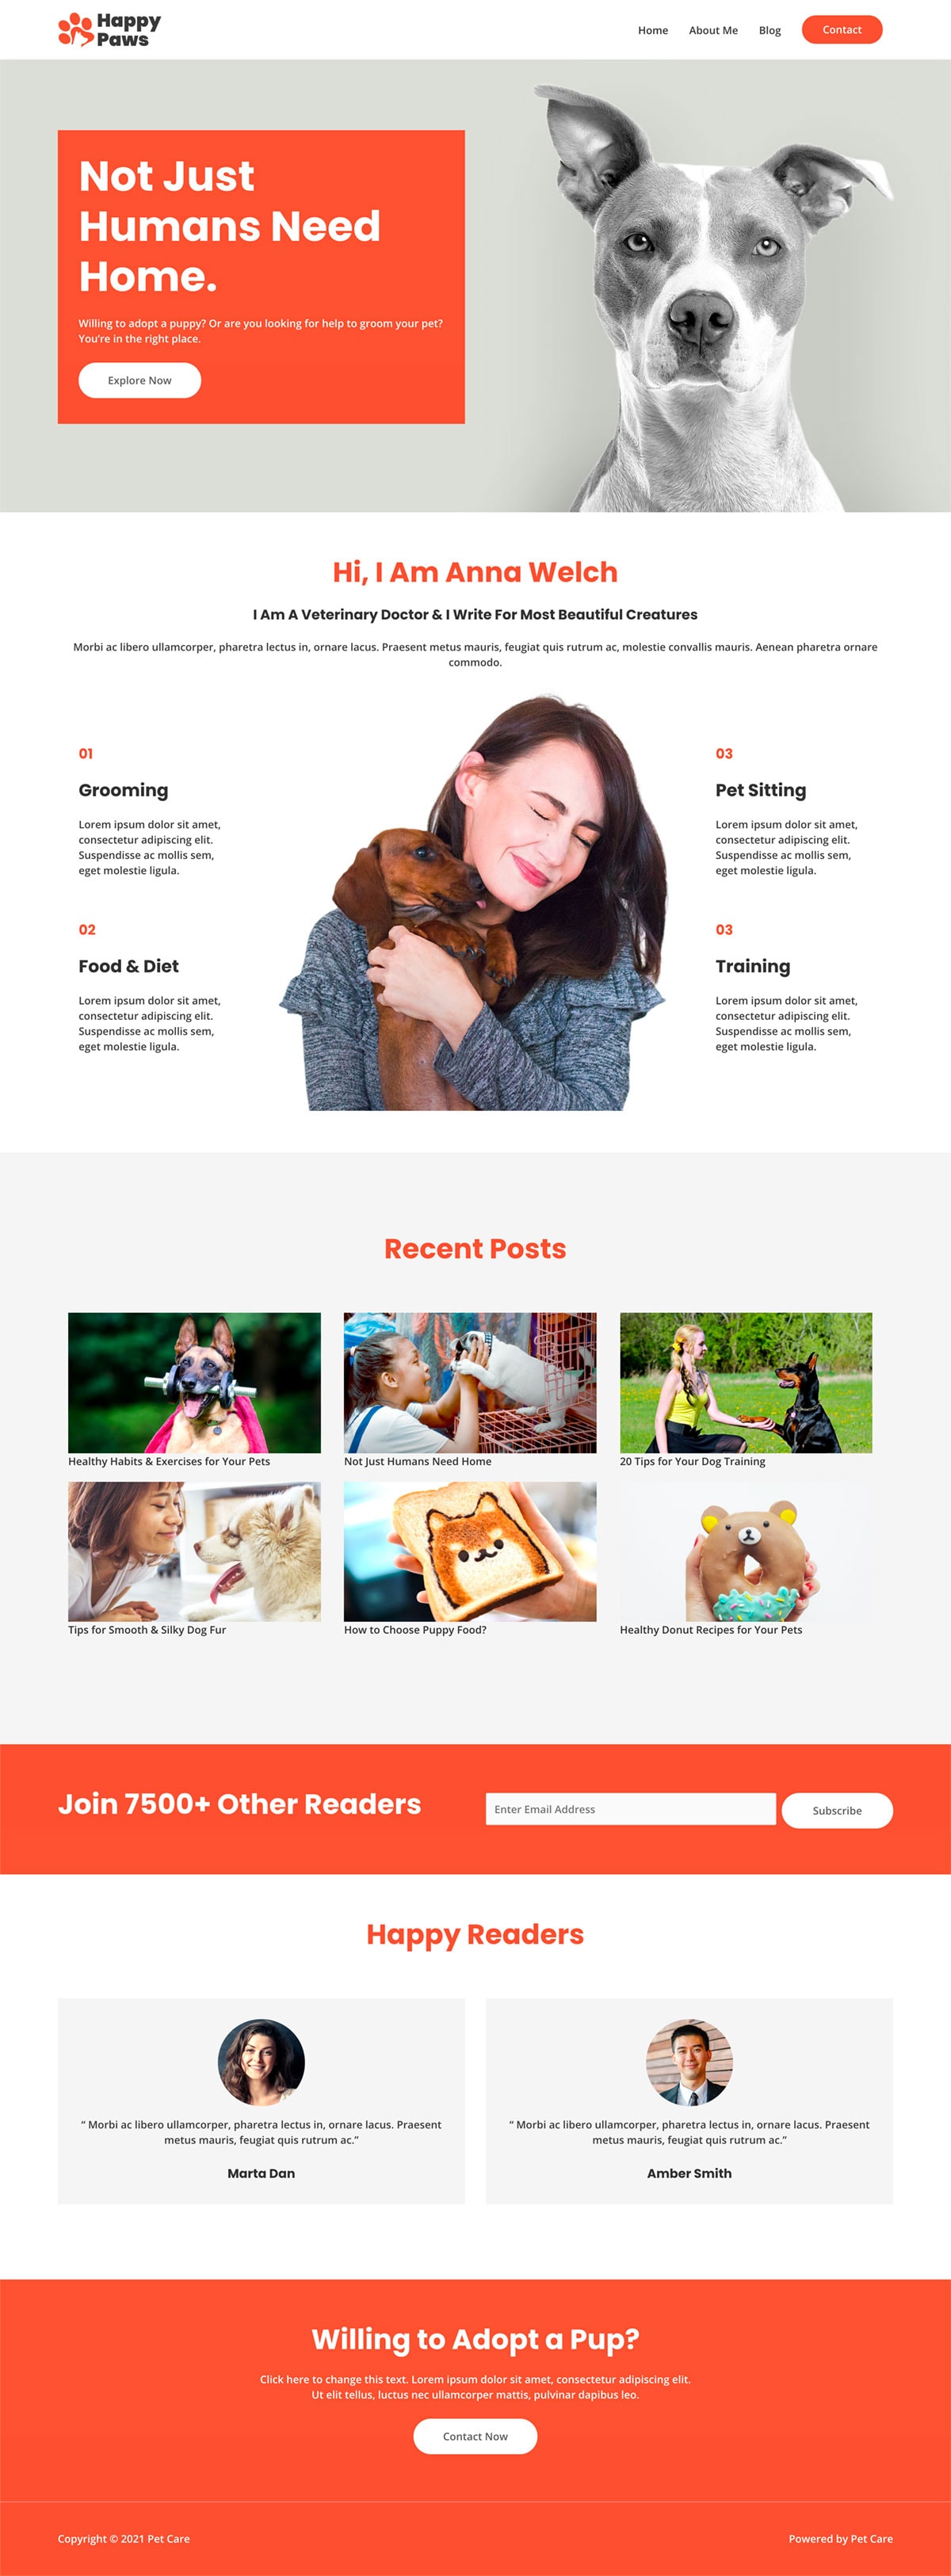 Happy
Paws
Home
About Me
Blog
Contact
Not Just
Humans Need
Home.
Willing to adopt a puppy? Or are you looking for help to groom your pet?
You’re in the right place.
Explore Now
Hi, I Am Anna Welch
I Am A Veterinary Doctor & I Write For Most Beautiful Creatures
Morbi ac libero ullamcorper, pharetra lectus in, ornare lacus. Praesent metus mauris, feugiat quis rutrum ac, molestie convallis mauris. Aenean pharetra ornare
commodo.
01
Grooming
Lorem ipsum dolor sit amet,
consectetur adipiscing elit.
Suspendisse ac mollis sem,
eget molestie ligula.
02
Food & Diet
Lorem ipsum dolor sit amet,
consectetur adipiscing elit.
Suspendisse ac mollis sem,
eget molestie ligula.
03
Pet Sitting
Lorem ipsum dolor sit amet,
consectetur adipiscing elit.
Suspendisse ac mollis sem,
eget molestie ligula.
03
Training
Lorem ipsum dolor sit amet,
consectetur adipiscing elit.
Suspendisse ac mollis sem,
eget molestie ligula.
Recent Posts
Healthy Habits & Exercises for Your Pets
Not Just Humans Need Home
20 Tips for Your Dog Training
Tips for Smooth & Silky Dog Fur
How to Choose Puppy Food?
Healthy Donut Recipes for Your Pets
Join 7500+ Other Readers
Enter Email Address
Subscribe
Happy Readers
“ Morbi ac libero ullamcorper, pharetra lectus in, ornare lacus. Praesent
metus mauris, feugiat quis rutrum ac.”
Marta Dan
“ Morbi ac libero ullamcorper, pharetra lectus in, ornare lacus. Praesent
metus mauris, feugiat quis rutrum ac.”
Amber Smith
Willing to Adopt a Pup?
Click here to change this text. Lorem ipsum dolor sit amet, consectetur adipiscing elit.
Ut elit tellus, luctus nec ullamcorper mattis, pulvinar dapibus leo.
Contact Now
Copyright © 2021 Pet Care
Powered by Pet Care